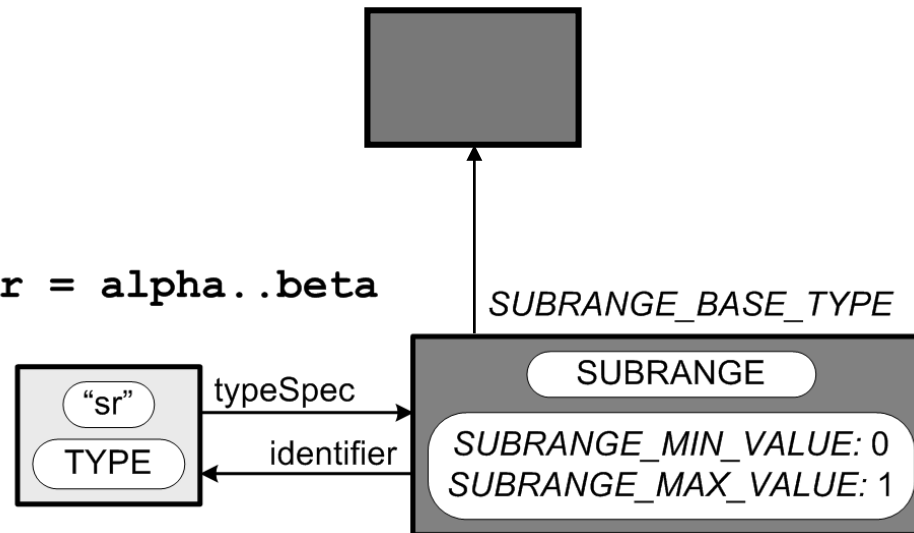 r = alpha..beta
SUBRANGE_BASE_TYPE
SUBRANGE
“sr”
typeSpec
TYPE
identifier
SUBRANGE_MIN_VALUE: 0
SUBRANGE_MAX_VALUE: 1